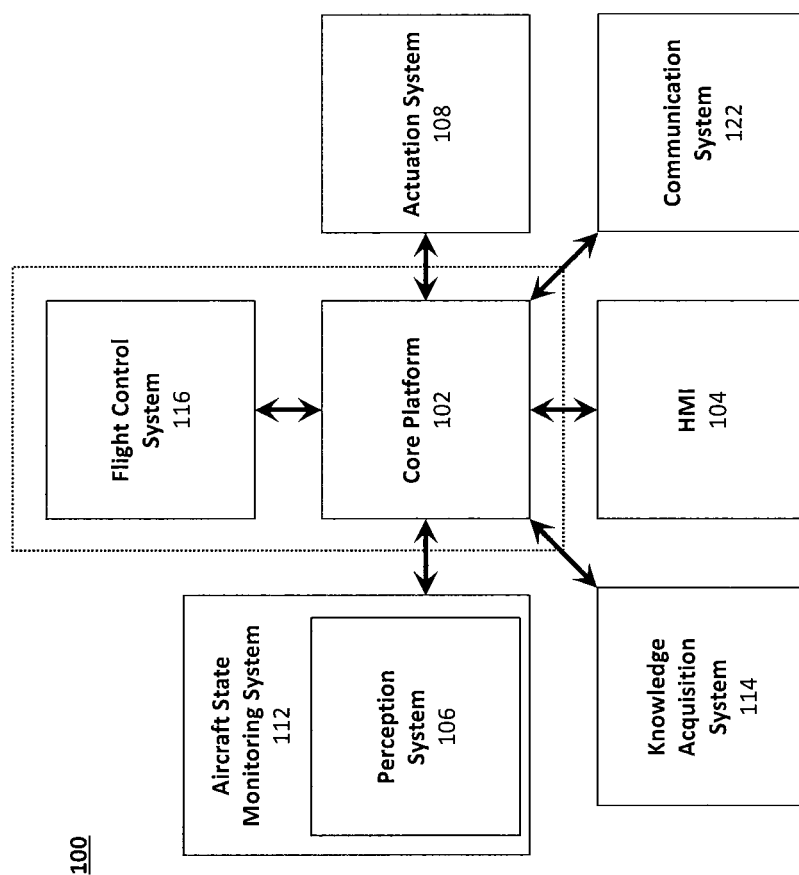 100
Flight Control
System
116
Aircraft State
Monitoring System
112
Perception
System
106
Core Platform
102
Actuation System
108
Knowledge
Acquisition
System
114
HMI
104
Communication
System
122